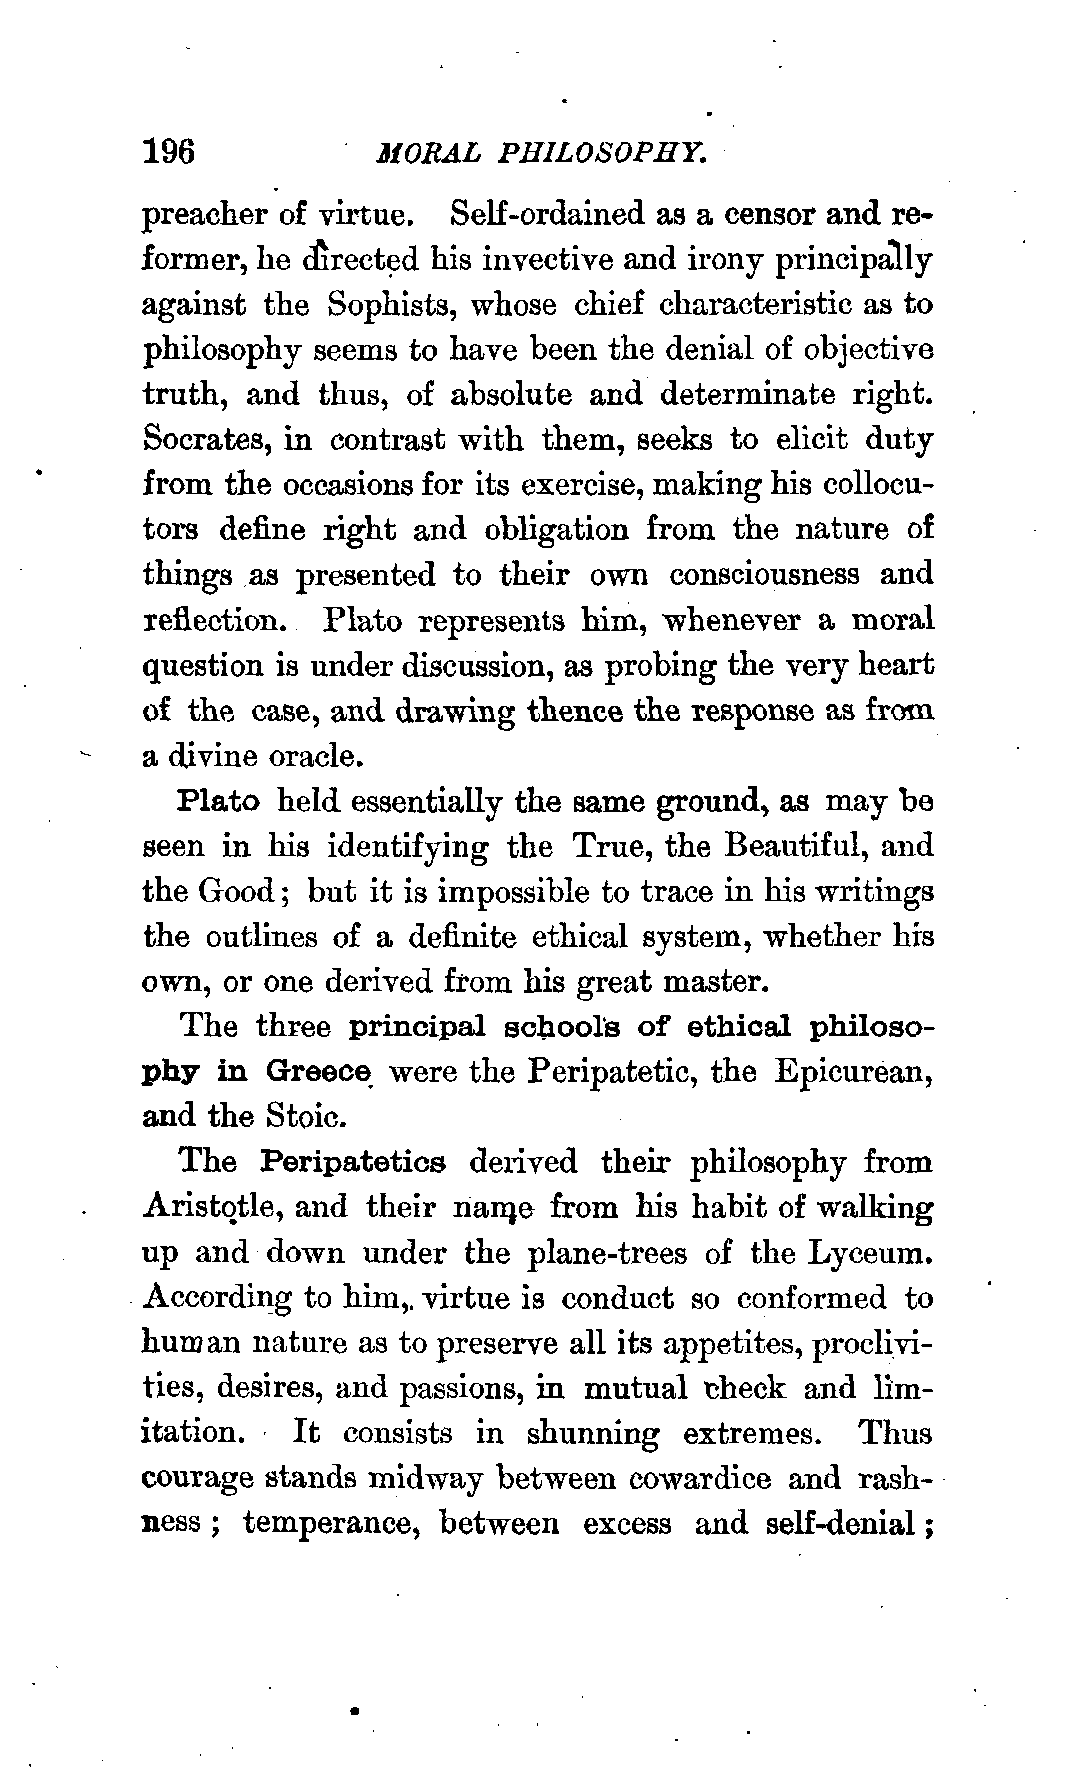 196 MORAL PHILOSOPHY.
preacher of virtue. Self-ordained as a censor and re-
former, he directed his invective and irony principally
against the Sophists, whose chief characteristic as to
philosophy seems to have been the denial of objective
truth, and thus, of absolute and determinate right.
Socrates, in contrast with them, seeks to elicit duty
from the occasions for its exercise, making his collocu-
tors define right and obligation from the nature of
things as presented to their own consciousness and
reflection. Plato represents him, whenever a moral
question is under discussion, as probing the very heart
of the case, and drawing thence the response as from
a divine oracle.
Plato held essentially the same ground, as may be
seen in his identifying the True, the Beautiful, and
the Good; but it is impossible to trace in his writings
the outlines of a definite ethical system, whether his
own, or one derived from his great master.
The three principal schools of ethical philoso-
phy in Greece were the Peripatetic, the Epicurean,
and the Stoic.
The Peripatetics derived their philosophy from
Aristotle, and their name from his habit of walking
up and down under the plane-trees of the Lyceum.
According to him, virtue is conduct so conformed to
human nature as to preserve all its appetites, proclivi-
ties, desires, and passions, in mutual check and lim-
itation. It consists in shunning extremes. Thus
courage stands midway between cowardice and rash-
ness ; temperance, between excess and self-denial ;